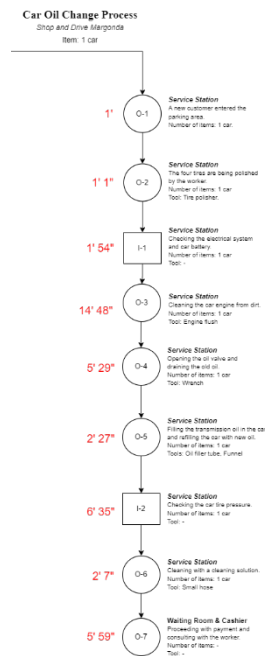 Car Oil Change Process
Shop and Drive Margonda
Item: 1 car
1'
O-1
Service Station
A new customer entered the
parking area.
Number of items: 1 car.
1' 1"
O-2
Service Station
The four tires are being polished
by the worker.
Number of items: 1 car
Tool: Tire polisher.
1' 54"
I-1
Service Station
Checking the electrical system
and car battery
Number of items: 1 car
Tool: -
14' 48"
O-3
Service Station
Cleaning the car engine from dirt.
Number of items: 1 car
Tool: Engine flush
5' 29"
O-4
Service Station
Opening the oil valve and
draining the old oil
Number of items: 1 car
Tool: Wrench
2' 27"
O-5
Service Station
Filling the transmission oil in the car
and refilling the car with new oil.
Number of items: 1 car
Tools: Oil filler tube, Funnel
6' 35"
I-2
Service Station
Checking the car tire pressure.
Number of items: 1 car
Tool: -
2' 7"
O-6
Service Station
Cleaning with a cleaning solution.
Number of items: 1 car
Tool: Small hose
5' 59"
O-7
Waiting Room & Cashier
Proceeding with payment and
consulting with the worker.
Number of items: -
Tool: -